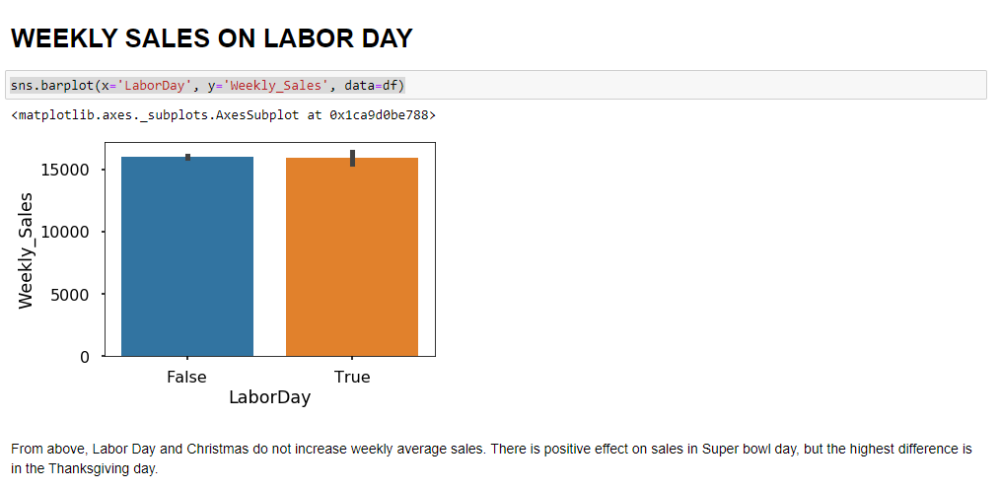 WEEKLY SALES ON LABOR DAY
sns.barplot(x='LaborDay', y='Weekly_Sales', data=df)
<matplotlib.axes._subplots.AxesSubplot at 0x1ca9d0be788>
15000
10000
5000
0
Weekly_Sales
False True
LaborDay
From above, Labor Day and Christmas do not increase weekly average sales. There is positive effect on sales in Super bowl day, but the highest difference is
in the Thanksgiving day.